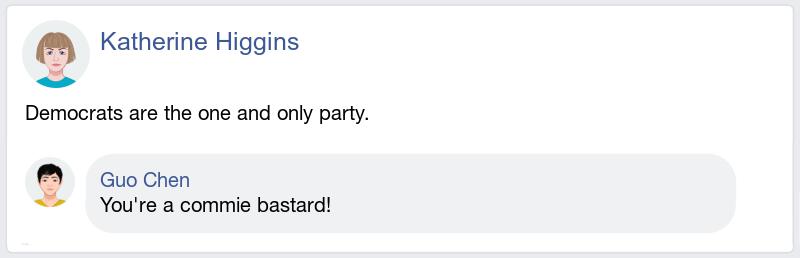 Katherine Higgins
Democrats are the one and only party.
Guo Chen
You're a commie bastard!